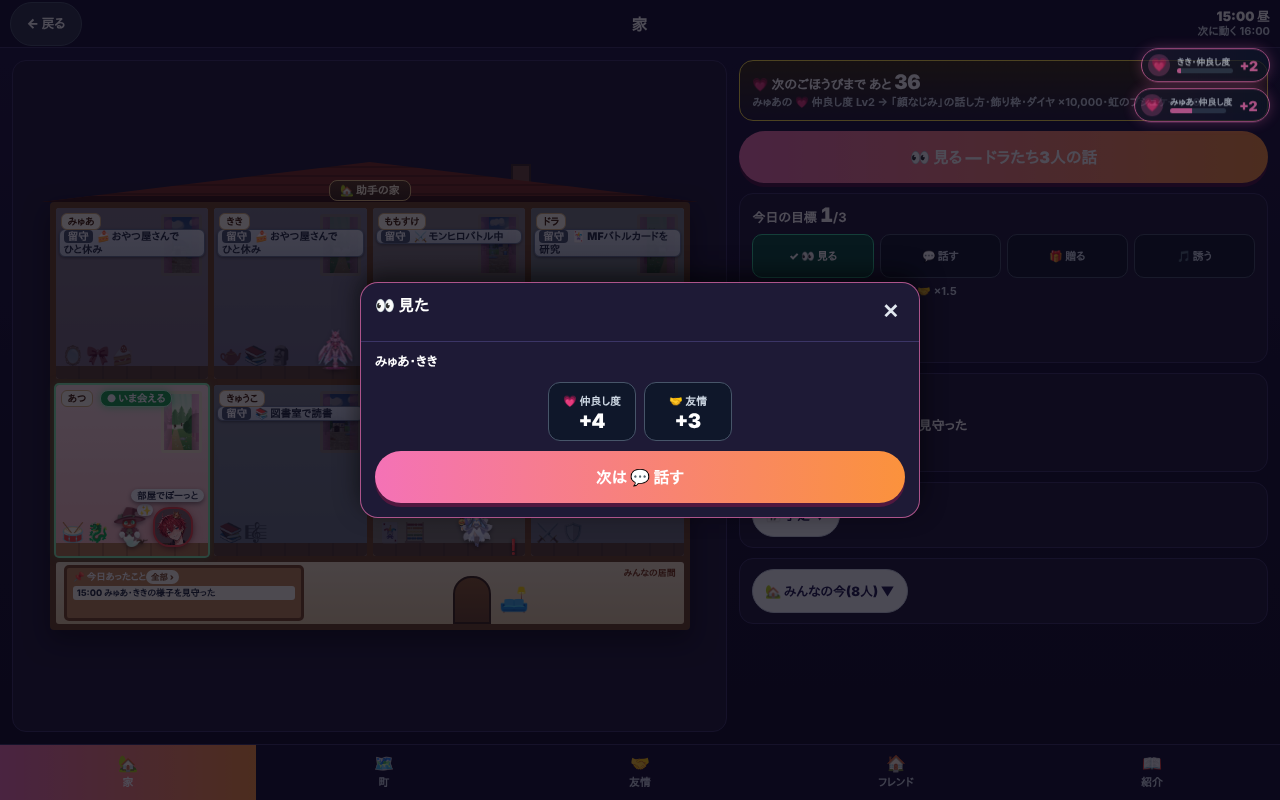 ← 戻る
家
15:00 昼
次に動く 16:00
きき・仲良し度 +2
みゅあ・仲良し度 +2
次のごほうびまで あと 36
みゅあの 仲良し度 Lv2 → 「顔なじみ」の話し方・飾り枠・ダイヤ ×10,000・虹の
見る — ドラたち3人の話
今日の目標 1/3
✓ 見る
話す
贈る
誘う
×1.5
見守った
助手の家
みゅあ
留守 おやつ屋さんで
ひと休み
きき
留守 おやつ屋さんで
ひと休み
ももすけ
留守 モンヒロバトル中
ドラ
留守 MFバトルカードを
研究
見た
×
みゅあ・きき
仲良し度
+4
友情
+3
次は 話す
あつ
いま会える
部屋でぼーっと
きゅうこ
留守 図書室で読書
今日あったこと 全部 ›
15:00 みゅあ・ききの様子を見守った
みんなの居間
みんなの今(8人) ▼
家
町
友情
フレンド
紹介